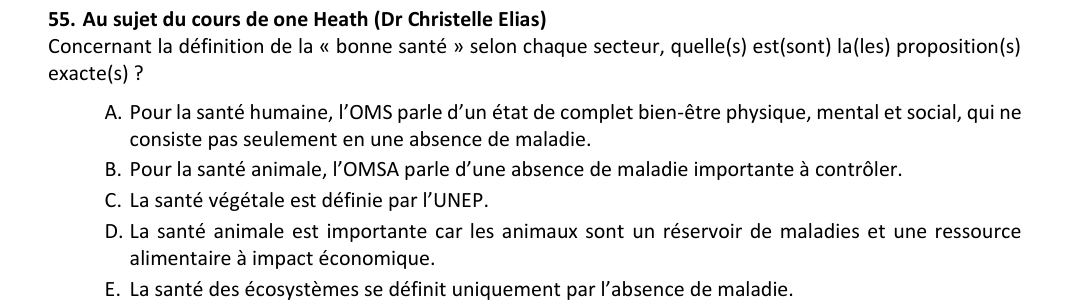 55. Au sujet du cours de one Heath (Dr Christelle Elias)
Concernant la définition de la « bonne santé » selon chaque secteur, quelle(s) est(sont) la(les) proposition(s)
exacte(s) ?
A. Pour la santé humaine, l’OMS parle d’un état de complet bien-être physique, mental et social, qui ne
consiste pas seulement en une absence de maladie.
B. Pour la santé animale, l’OMSA parle d’une absence de maladie importante à contrôler.
C. La santé végétale est définie par l’UNEP.
D. La santé animale est importante car les animaux sont un réservoir de maladies et une ressource
alimentaire à impact économique.
E. La santé des écosystèmes se définit uniquement par l’absence de maladie.